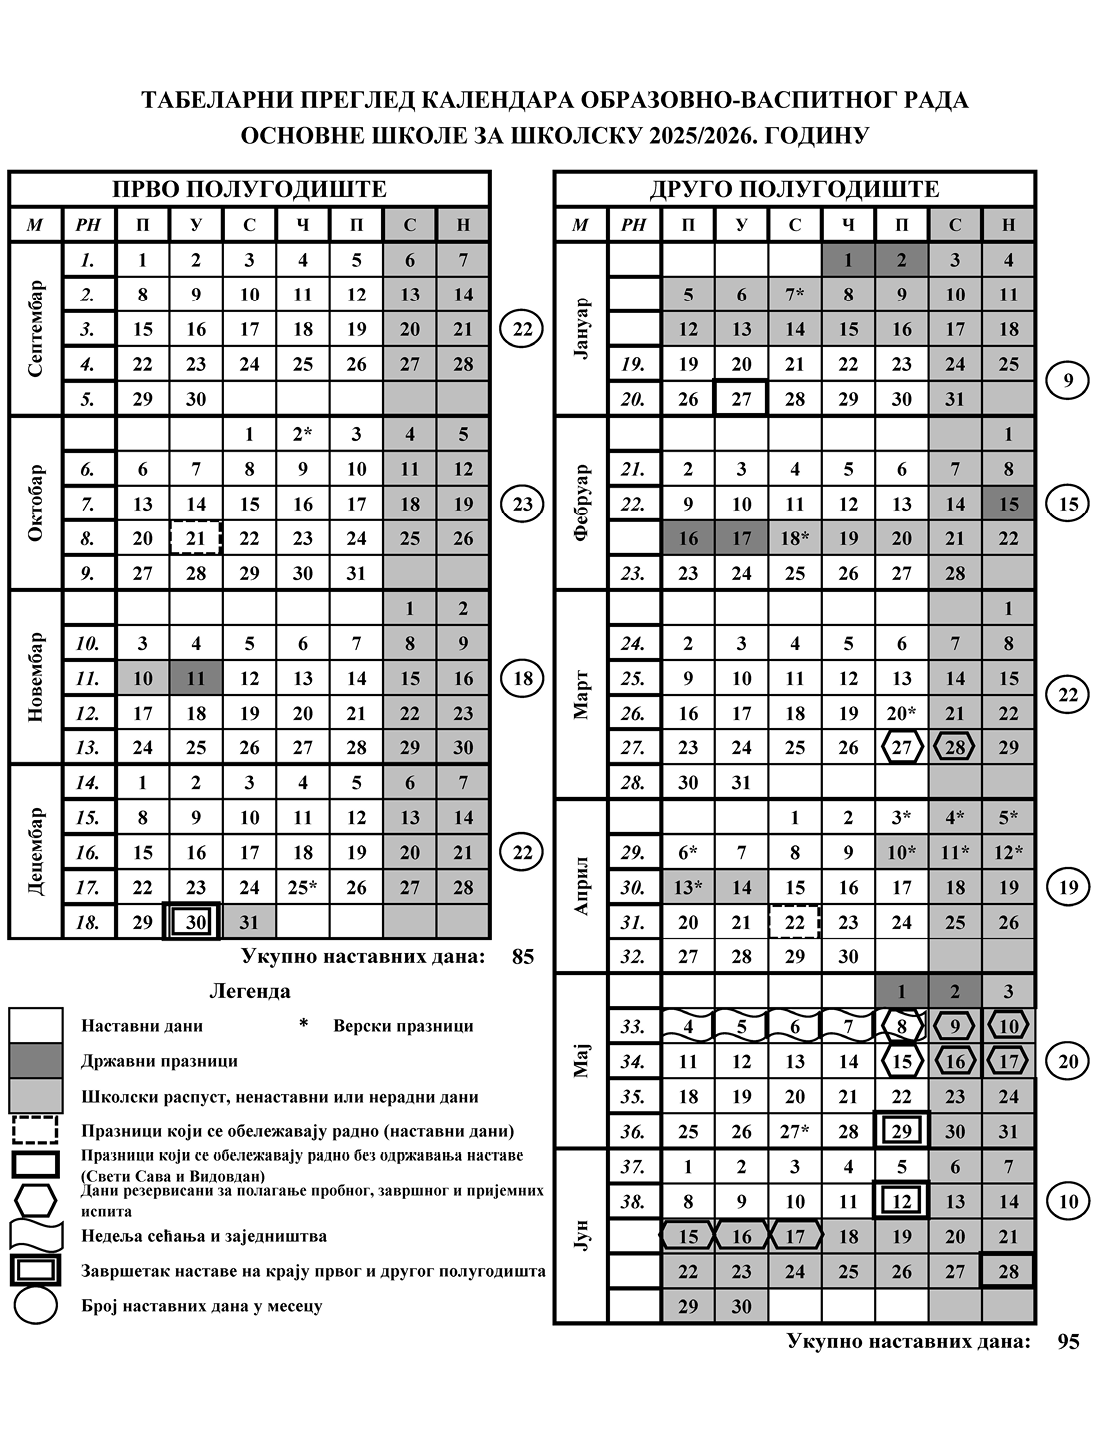 ТАБЕЛАРНИ ПРЕГЛЕД КАЛЕНДАРА ОБРАЗОВНО-ВАСПИТНОГ РАДА
ОСНОВНЕ ШКОЛЕ ЗА ШКОЛСКУ 2025/2026. ГОДИНУ
ПРВО ПОЛУГОДИШТЕ
М РН П У С Ч П С Н
Септембар
1. 1 2 3 4 5 6 7
2. 8 9 10 11 12 13 14
3. 15 16 17 18 19 20 21 22
4. 22 23 24 25 26 27 28
5. 29 30
Октобар
1 2* 3 4 5
6. 6 7 8 9 10 11 12
7. 13 14 15 16 17 18 19 23
8. 20 21 22 23 24 25 26
9. 27 28 29 30 31
Новембар
1 2
10. 3 4 5 6 7 8 9
11. 10 11 12 13 14 15 16 18
12. 17 18 19 20 21 22 23
13. 24 25 26 27 28 29 30
Децембар
14. 1 2 3 4 5 6 7
15. 8 9 10 11 12 13 14
16. 15 16 17 18 19 20 21 22
17. 22 23 24 25* 26 27 28
18. 29 30 31
Укупно наставних дана: 85
Легенда
Наставни дани * Верски празници
Државни празници
Школски распуст, ненаставни или нерадни дани
Празници који се обележавају радно (наставни дани)
Празници који се обележавају радно без одржавања наставе
(Свети Сава и Видовдан)
Дани резервисани за полагање пробног, завршног и пријемних
испита
Недеља сећања и заједништва
Завршетак наставе на крају првог и другог полугодишта
Број наставних дана у месецу
ДРУГО ПОЛУГОДИШТЕ
М РН П У С Ч П С Н
Јануар
1 2 3 4
5 6 7* 8 9 10 11
12 13 14 15 16 17 18
19. 19 20 21 22 23 24 25
9
20. 26 27 28 29 30 31
Фебруар
1
21. 2 3 4 5 6 7 8
22. 9 10 11 12 13 14 15 15
16 17 18* 19 20 21 22
23. 23 24 25 26 27 28
Март
1
24. 2 3 4 5 6 7 8
25. 9 10 11 12 13 14 15
22
26. 16 17 18 19 20* 21 22
27. 23 24 25 26 27 28 29
28. 30 31
Април
1 2 3* 4* 5*
29. 6* 7 8 9 10* 11* 12*
30. 13* 14 15 16 17 18 19 19
31. 20 21 22 23 24 25 26
32. 27 28 29 30
Мај
1 2 3
33. 4 5 6 7 8 9 10
34. 11 12 13 14 15 16 17 20
35. 18 19 20 21 22 23 24
36. 25 26 27* 28 29 30 31
Јун
37. 1 2 3 4 5 6 7
38. 8 9 10 11 12 13 14 10
15 16 17 18 19 20 21
22 23 24 25 26 27 28
29 30
Укупно наставних дана: 95